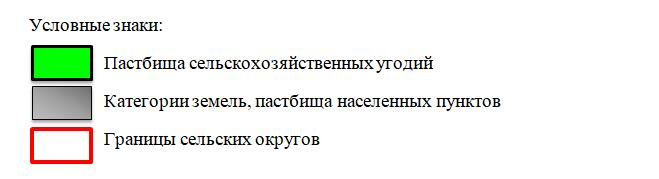 Условные знаки:
Пастбища сельскохозяйственных угодий
Категории земель, пастбища населенных пунктов
Границы сельских округов